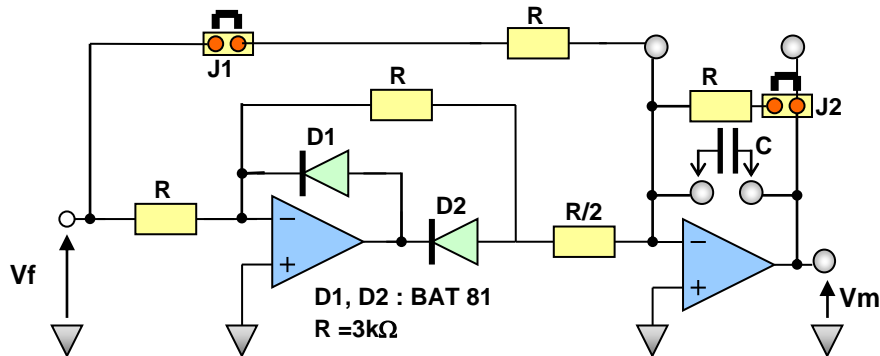 J1
R
R
J2
R
D1
C
R
D2
R/2
−
+
−
+
Vf
D1, D2 : BAT 81
R =3kΩ
Vm